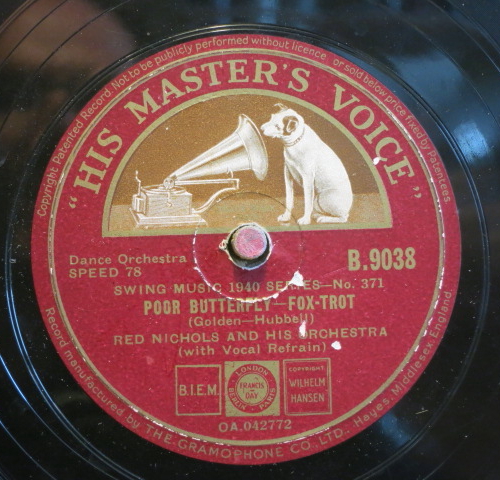 Copyright Patented Record Not to be publicly performed without licence or sold below price fixed by Patentees
"HIS MASTER'S VOICE"
Dance Orchestra
SPEED 78
B.9038
SWING MUSIC 1940 SERIES—No. 371
POOR BUTTERFLY—FOX-TROT
(Golden—Hubbell)
RED NICHOLS AND HIS ORCHESTRA
(with Vocal Refrain)
B.I.E.M.
LONDON
FRANCIS DAY
BERLIN PARIS
COPYRIGHT
WILHELM
HANSEN
OA.042772
Record manufactured by THE GRAMOPHONE CO. LTD. Hayes, Middlesex England